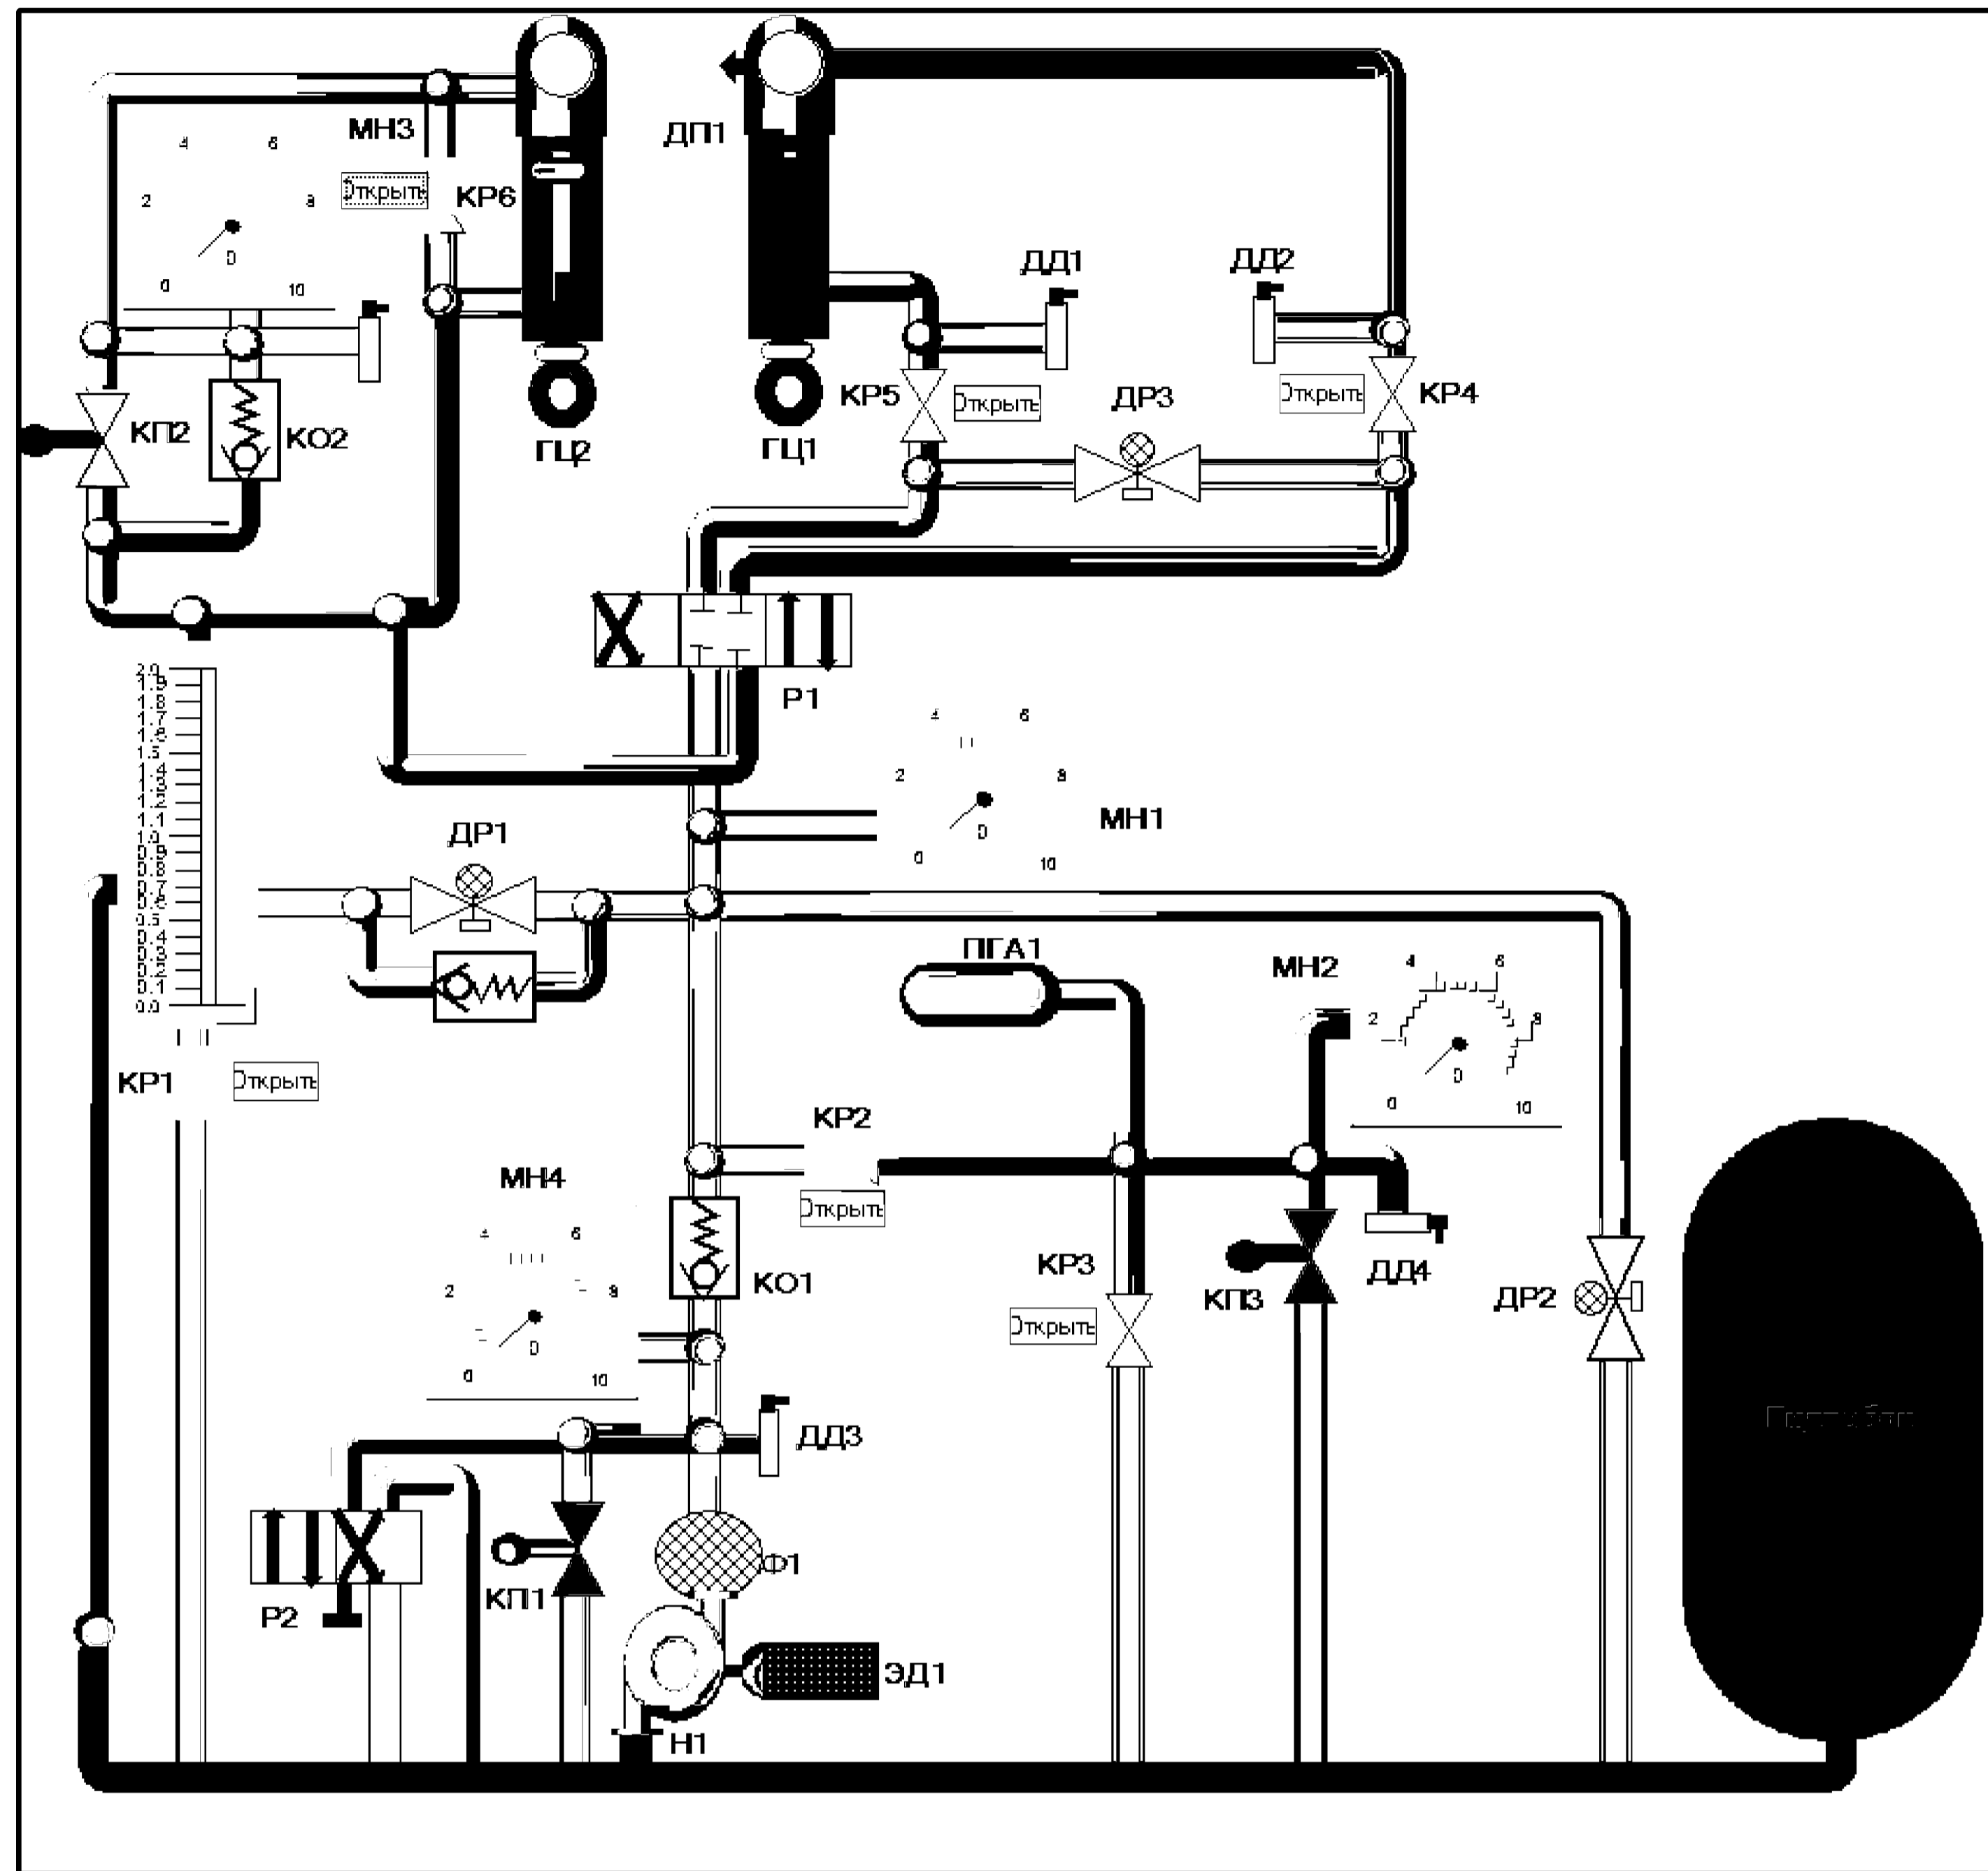 МН3
ДП1
4 6
Открыть
КР6
2 8
0
0 10
ДД1
ДД2
КР5
Открыть
ДР3
Открыть
КР4
КП2
КО2
ГЦ2
ГЦ1
Р1
2.0
1.9
1.8
1.7
1.6
1.5
1.4
1.3
1.2
1.1
1.0
0.9
0.8
0.7
0.6
0.5
0.4
0.3
0.2
0.1
0.0
4 6
2 8
0
0 10
МН1
ДР1
ПГА1
МН2
4 6
2 8
0
0 10
КР1
Открыть
КР2
Открыть
МН4
4 6
2 8
0
0 10
КО1
КР3
Открыть
КП3
ДД4
ДР2
ДД3
Ф1
КП1
Р2
ЭД1
Н1